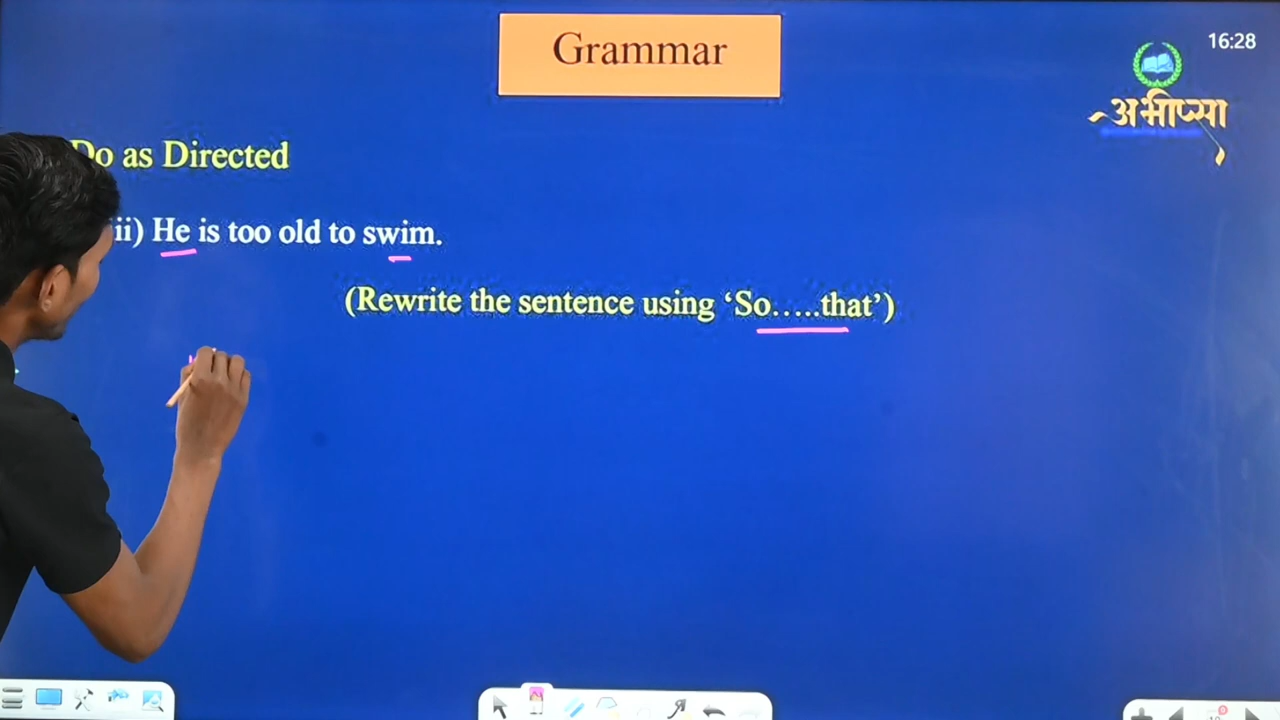 Grammar
16:28
अभीप्सा
Do as Directed
ii) He is too old to swim.
(Rewrite the sentence using ‘So…..that’)